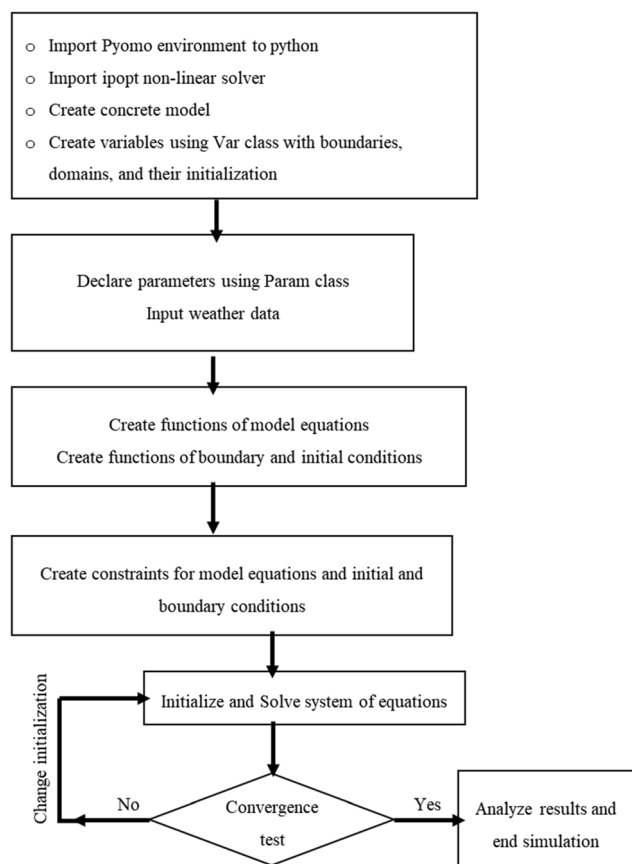 o Import Pyomo environment to python
o Import ipopt non-linear solver
o Create concrete model
o Create variables using Var class with boundaries,
domains, and their initialization
Declare parameters using Param class
Input weather data
Create functions of model equations
Create functions of boundary and initial conditions
Create constraints for model equations and initial and
boundary conditions
Initialize and Solve system of equations
Change initialization
No
Convergence
test
Yes
Analyze results and
end simulation